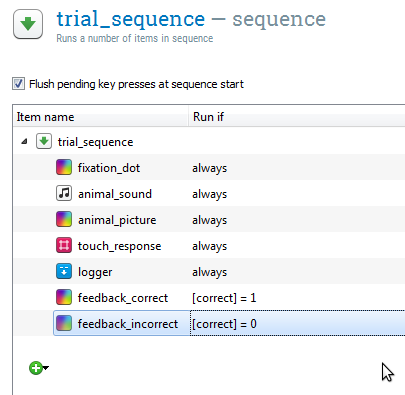 trial_sequence — sequence
Runs a number of items in sequence
Flush pending key presses at sequence start
Item name Run if
trial_sequence
fixation_dot always
animal_sound always
animal_picture always
touch_response always
logger always
feedback_correct [correct] = 1
feedback_incorrect [correct] = 0